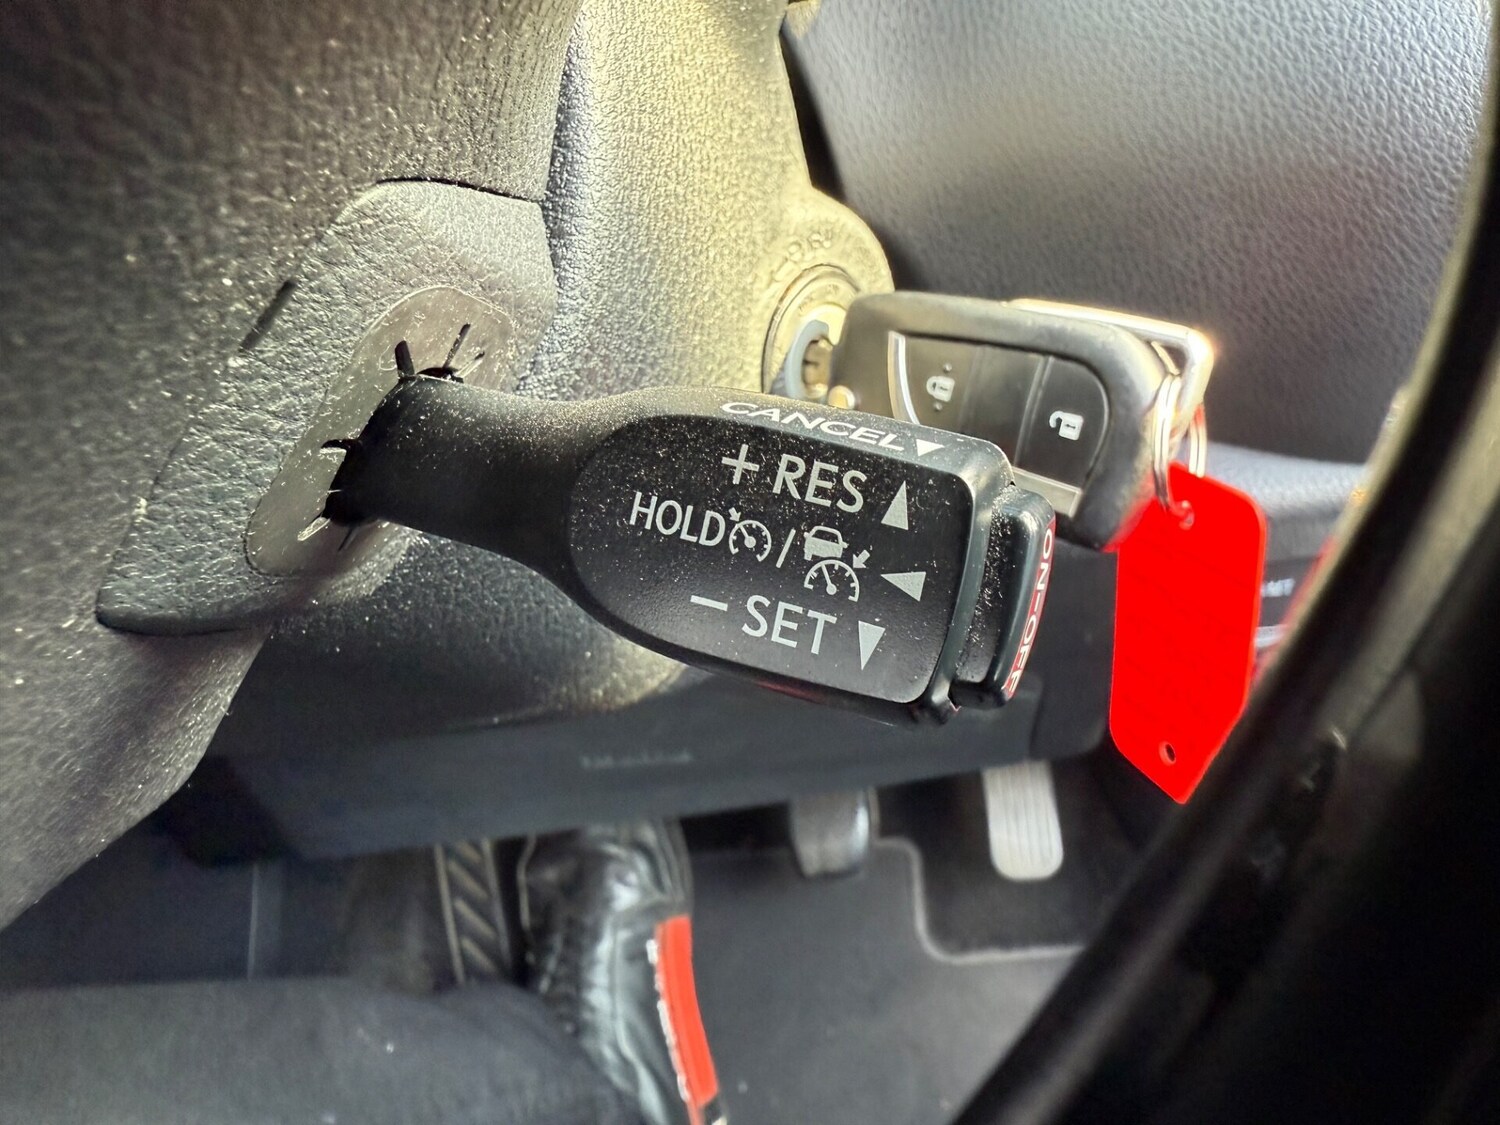 CANCEL
+ RES
HOLD /
− SET
ON-OFF